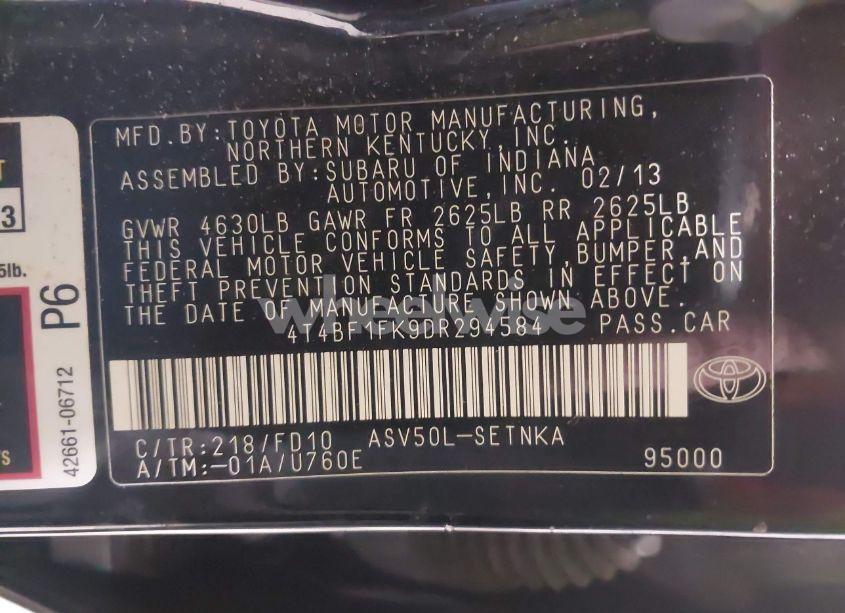 MFD.BY:TOYOTA MOTOR MANUFACTURING,
NORTHERN KENTUCKY,INC.
ASSEMBLED BY:SUBARU OF INDIANA
AUTOMOTIVE,INC. 02/13
GVWR 4630LB GAWR FR 2625LB RR 2625LB
THIS VEHICLE CONFORMS TO ALL APPLICABLE
FEDERAL MOTOR VEHICLE SAFETY,BUMPER,AND
THEFT PREVENTION STANDARDS IN EFFECT ON
THE DATE OF MANUFACTURE SHOWN ABOVE.
4T4BF1FK9DR294584 PASS.CAR
C/TR:218/FD10 ASV50L-SETNKA
A/TM:-01A/U760E 95000
wheelwise
P6
42661-06712
3
5lb.